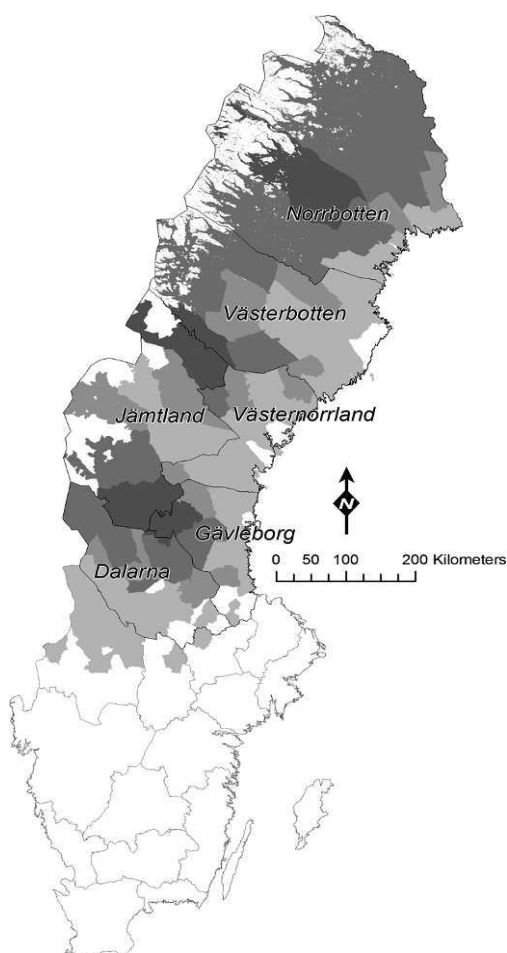 Norrbotten
Västerbotten
Jämtland
Västernorrland
N
Gävleborg
0 50 100 200 Kilometers
Dalarna